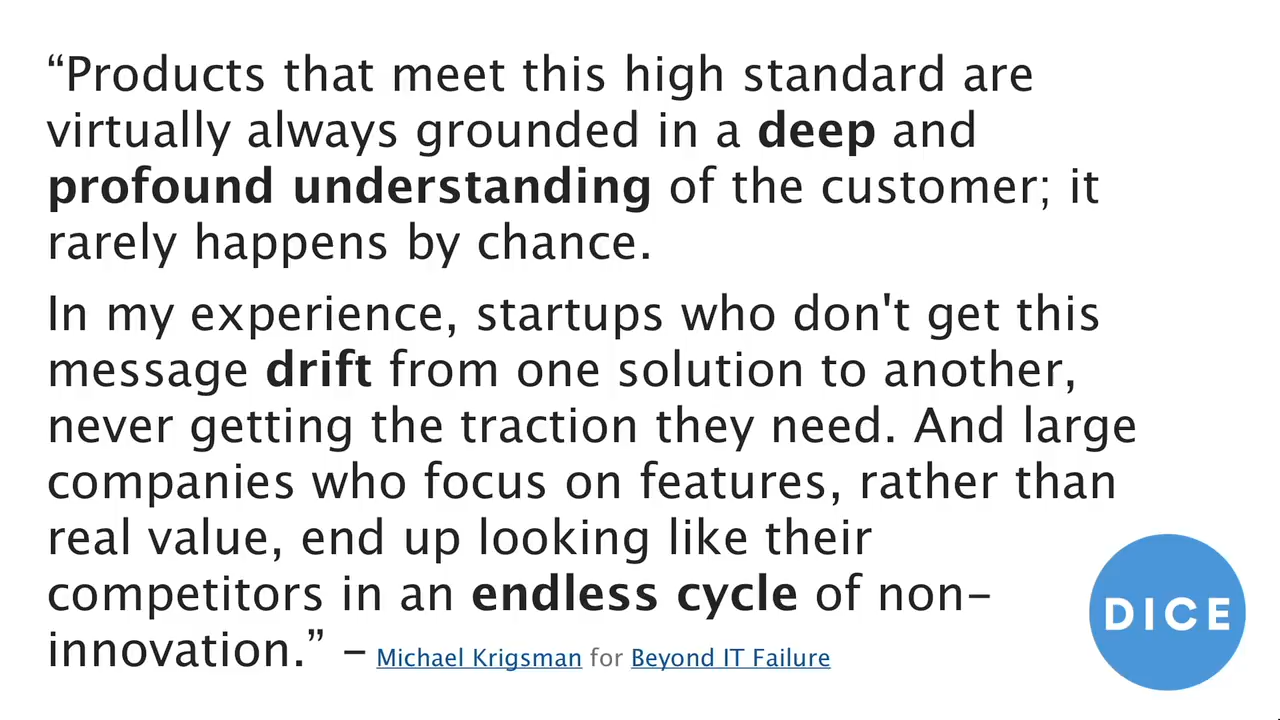 “Products that meet this high standard are
virtually always grounded in a deep and
profound understanding of the customer; it
rarely happens by chance.
In my experience, startups who don't get this
message drift from one solution to another,
never getting the traction they need. And large
companies who focus on features, rather than
real value, end up looking like their
competitors in an endless cycle of non-
innovation.” – Michael Krigsman for Beyond IT Failure
DICE